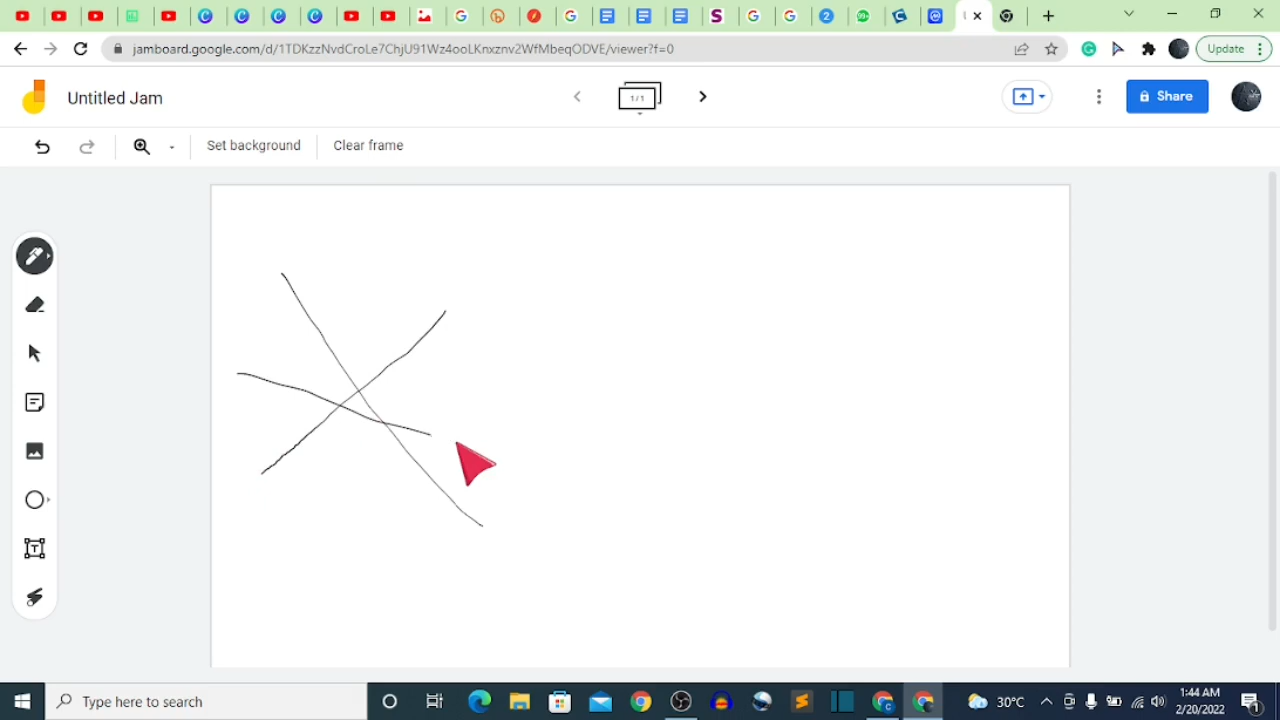 jamboard.google.com/d/1TDKzzNvdCroLe7ChjU91Wz4ooLKnxznv2WfMbeqODVE/viewer?f=0
Update
Untitled Jam
1/1
Share
Set background
Clear frame
Type here to search
30°C
1:44 AM
2/20/2022